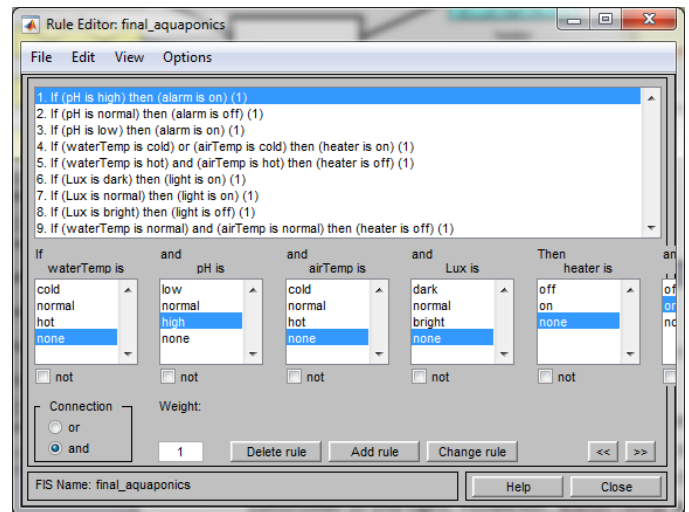 Rule Editor: final_aquaponics
File Edit View Options
1. If (pH is high) then (alarm is on) (1)
2. If (pH is normal) then (alarm is off) (1)
3. If (pH is low) then (alarm is on) (1)
4. If (waterTemp is cold) or (airTemp is cold) then (heater is on) (1)
5. If (waterTemp is hot) and (airTemp is hot) then (heater is off) (1)
6. If (Lux is dark) then (light is on) (1)
7. If (Lux is normal) then (light is on) (1)
8. If (Lux is bright) then (light is off) (1)
9. If (waterTemp is normal) and (airTemp is normal) then (heater is off) (1)
If and and and Then an
waterTemp is pH is airTemp is Lux is heater is
cold low cold dark off of
normal normal normal normal on or
hot high hot bright none no
none none none none
not not not not not
Connection Weight:
or
and 1 Delete rule Add rule Change rule << >>
FIS Name: final_aquaponics Help Close